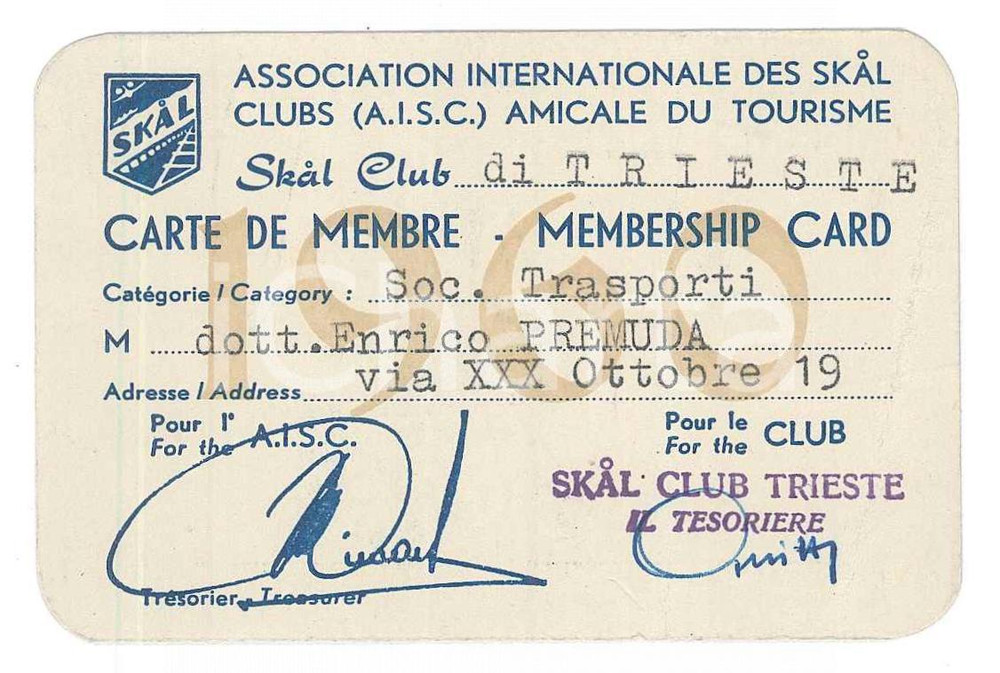 SKÅL
ASSOCIATION INTERNATIONALE DES SKÅL
CLUBS (A.I.S.C.) AMICALE DU TOURISME
Skål Club di TRIESTE
CARTE DE MEMBRE - MEMBERSHIP CARD
1960
Catégorie / Category : Soc. Trasporti
M dott.Enrico PREMUDA
Adresse / Address via XXX Ottobre 19
Pour l' A.I.S.C.
For the
Pour le CLUB
For the
SKÅL CLUB TRIESTE
IL TESORIERE
Trésorier - Treasurer